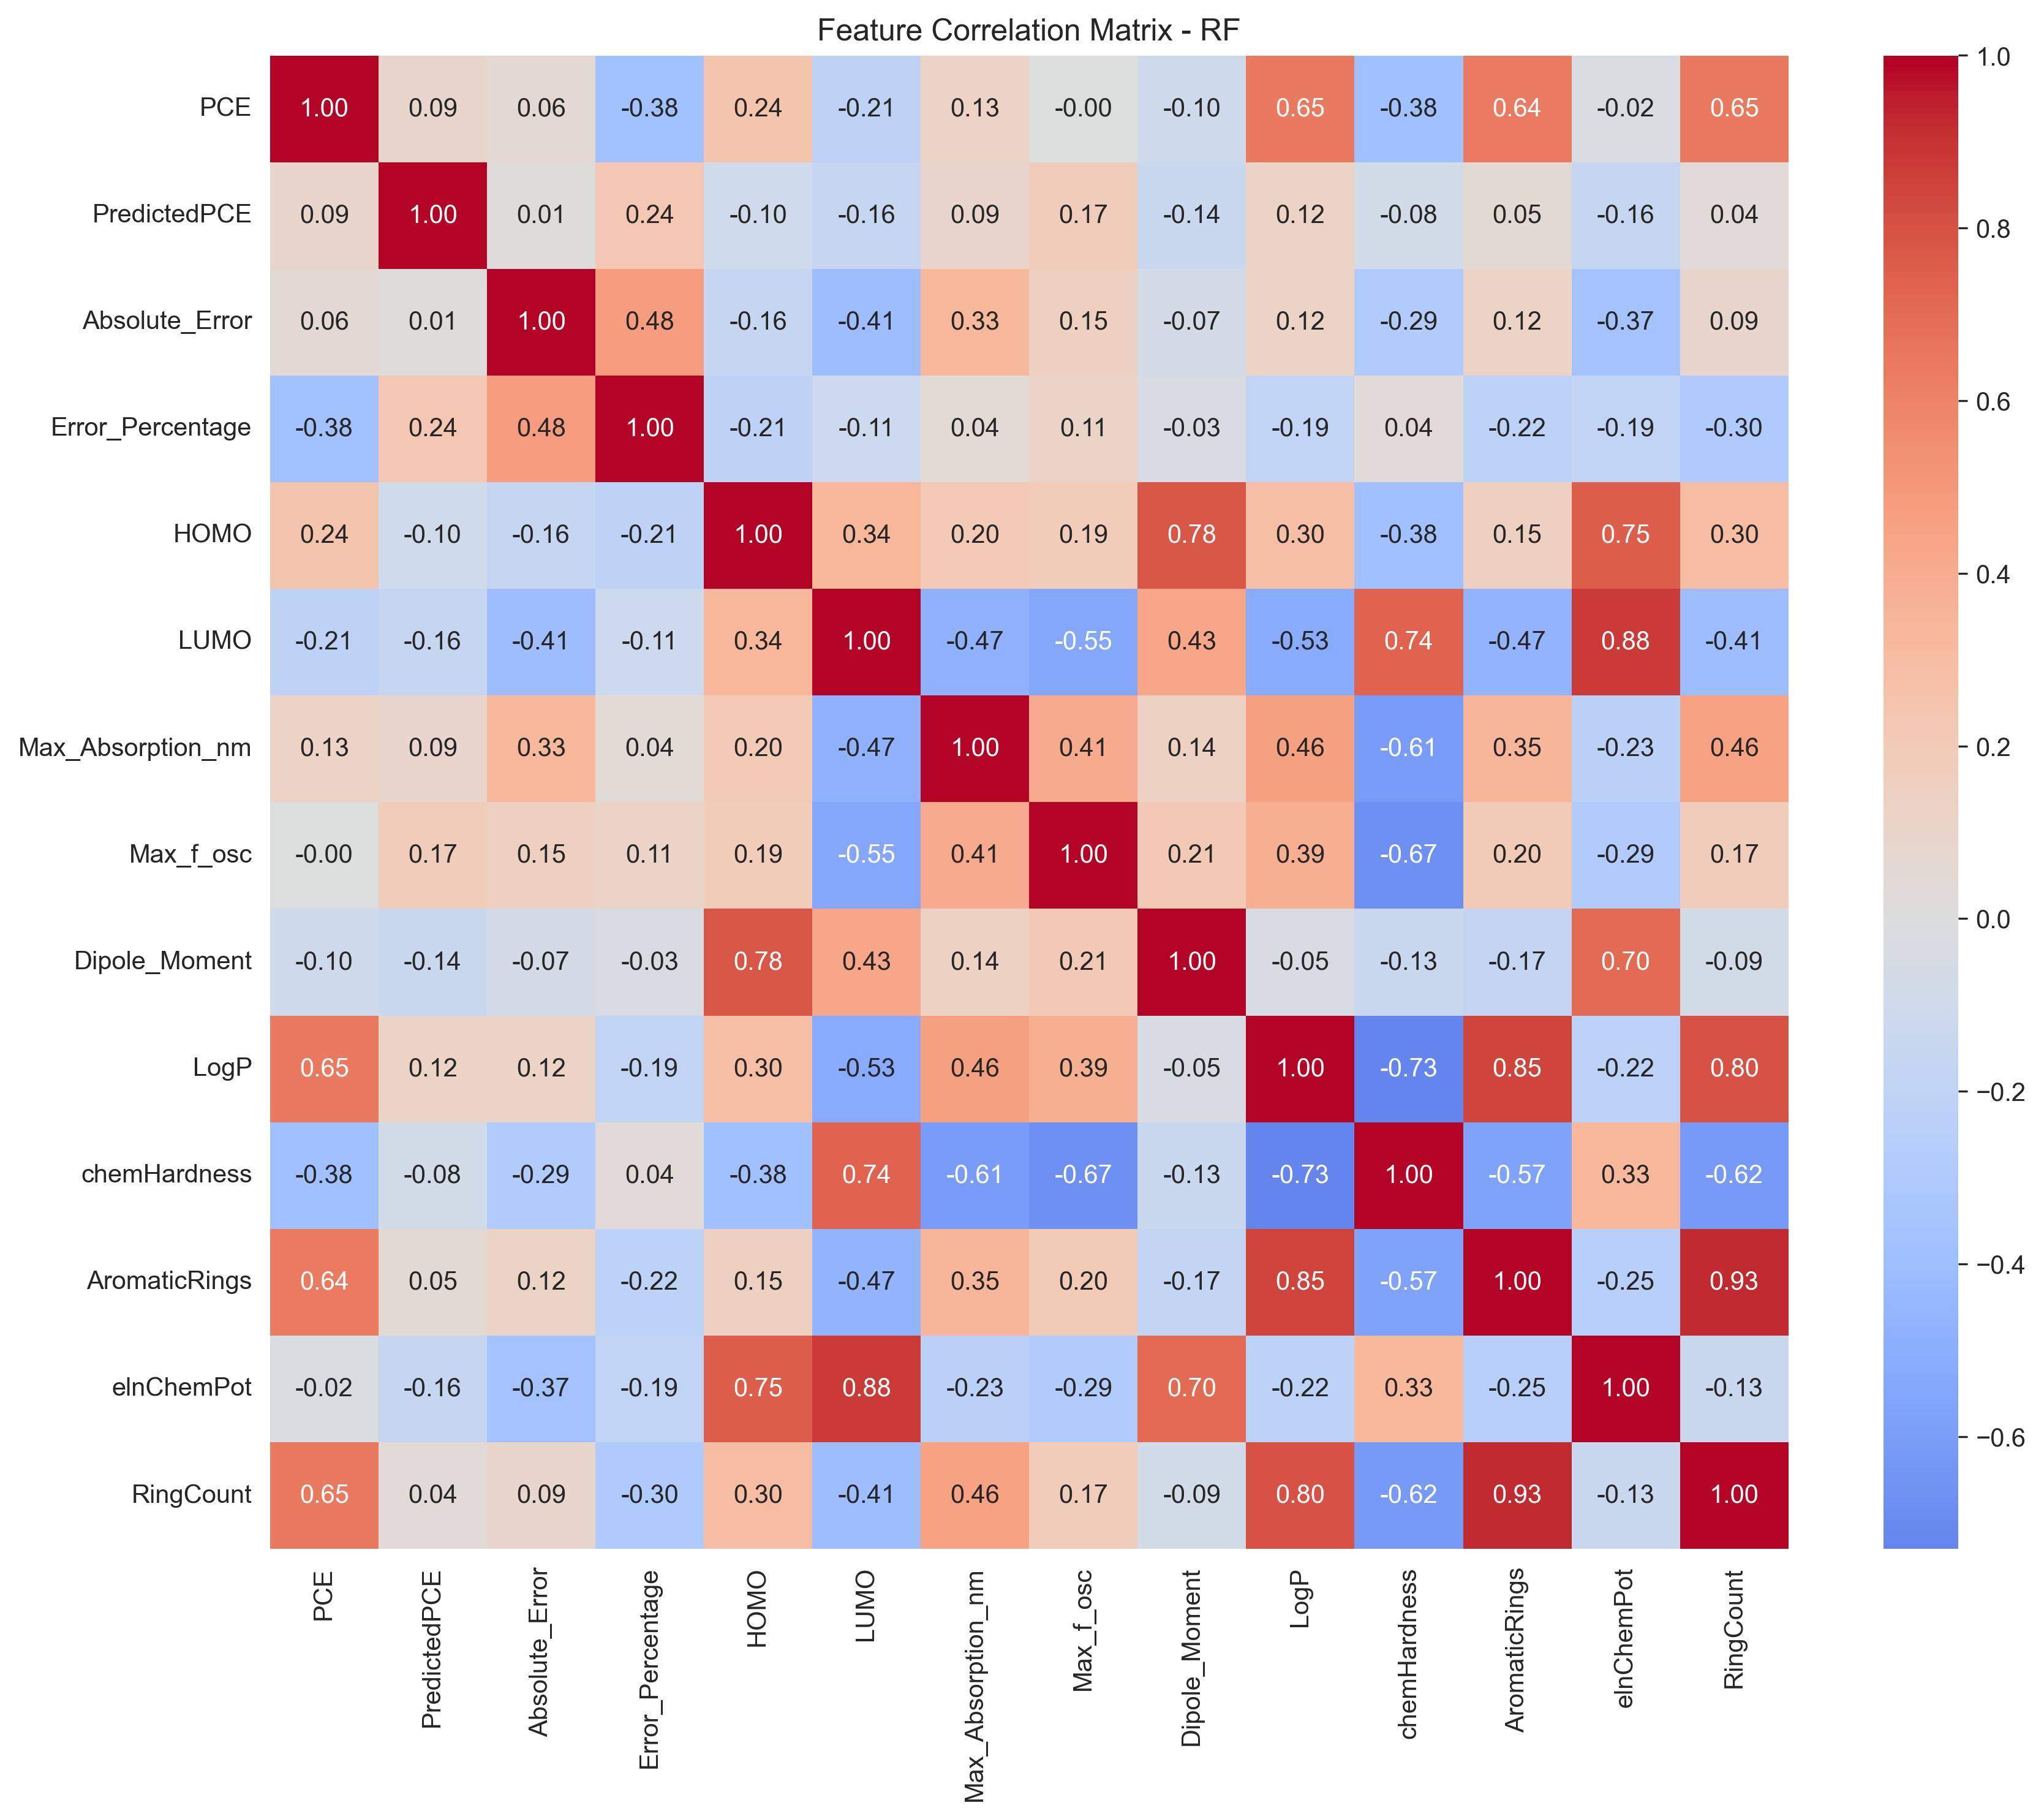 Feature Correlation Matrix - RF
PCE 1.00 0.09 0.06 -0.38 0.24 -0.21 0.13 -0.00 -0.10 0.65 -0.38 0.64 -0.02 0.65
PredictedPCE 0.09 1.00 0.01 0.24 -0.10 -0.16 0.09 0.17 -0.14 0.12 -0.08 0.05 -0.16 0.04
Absolute_Error 0.06 0.01 1.00 0.48 -0.16 -0.41 0.33 0.15 -0.07 0.12 -0.29 0.12 -0.37 0.09
Error_Percentage -0.38 0.24 0.48 1.00 -0.21 -0.11 0.04 0.11 -0.03 -0.19 0.04 -0.22 -0.19 -0.30
HOMO 0.24 -0.10 -0.16 -0.21 1.00 0.34 0.20 0.19 0.78 0.30 -0.38 0.15 0.75 0.30
LUMO -0.21 -0.16 -0.41 -0.11 0.34 1.00 -0.47 -0.55 0.43 -0.53 0.74 -0.47 0.88 -0.41
Max_Absorption_nm 0.13 0.09 0.33 0.04 0.20 -0.47 1.00 0.41 0.14 0.46 -0.61 0.35 -0.23 0.46
Max_f_osc -0.00 0.17 0.15 0.11 0.19 -0.55 0.41 1.00 0.21 0.39 -0.67 0.20 -0.29 0.17
Dipole_Moment -0.10 -0.14 -0.07 -0.03 0.78 0.43 0.14 0.21 1.00 -0.05 -0.13 -0.17 0.70 -0.09
LogP 0.65 0.12 0.12 -0.19 0.30 -0.53 0.46 0.39 -0.05 1.00 -0.73 0.85 -0.22 0.80
chemHardness -0.38 -0.08 -0.29 0.04 -0.38 0.74 -0.61 -0.67 -0.13 -0.73 1.00 -0.57 0.33 -0.62
AromaticRings 0.64 0.05 0.12 -0.22 0.15 -0.47 0.35 0.20 -0.17 0.85 -0.57 1.00 -0.25 0.93
elnChemPot -0.02 -0.16 -0.37 -0.19 0.75 0.88 -0.23 -0.29 0.70 -0.22 0.33 -0.25 1.00 -0.13
RingCount 0.65 0.04 0.09 -0.30 0.30 -0.41 0.46 0.17 -0.09 0.80 -0.62 0.93 -0.13 1.00
PCE PredictedPCE Absolute_Error Error_Percentage HOMO LUMO Max_Absorption_nm Max_f_osc Dipole_Moment LogP chemHardness AromaticRings elnChemPot RingCount
1.0
0.8
0.6
0.4
0.2
0.0
−0.2
−0.4
−0.6